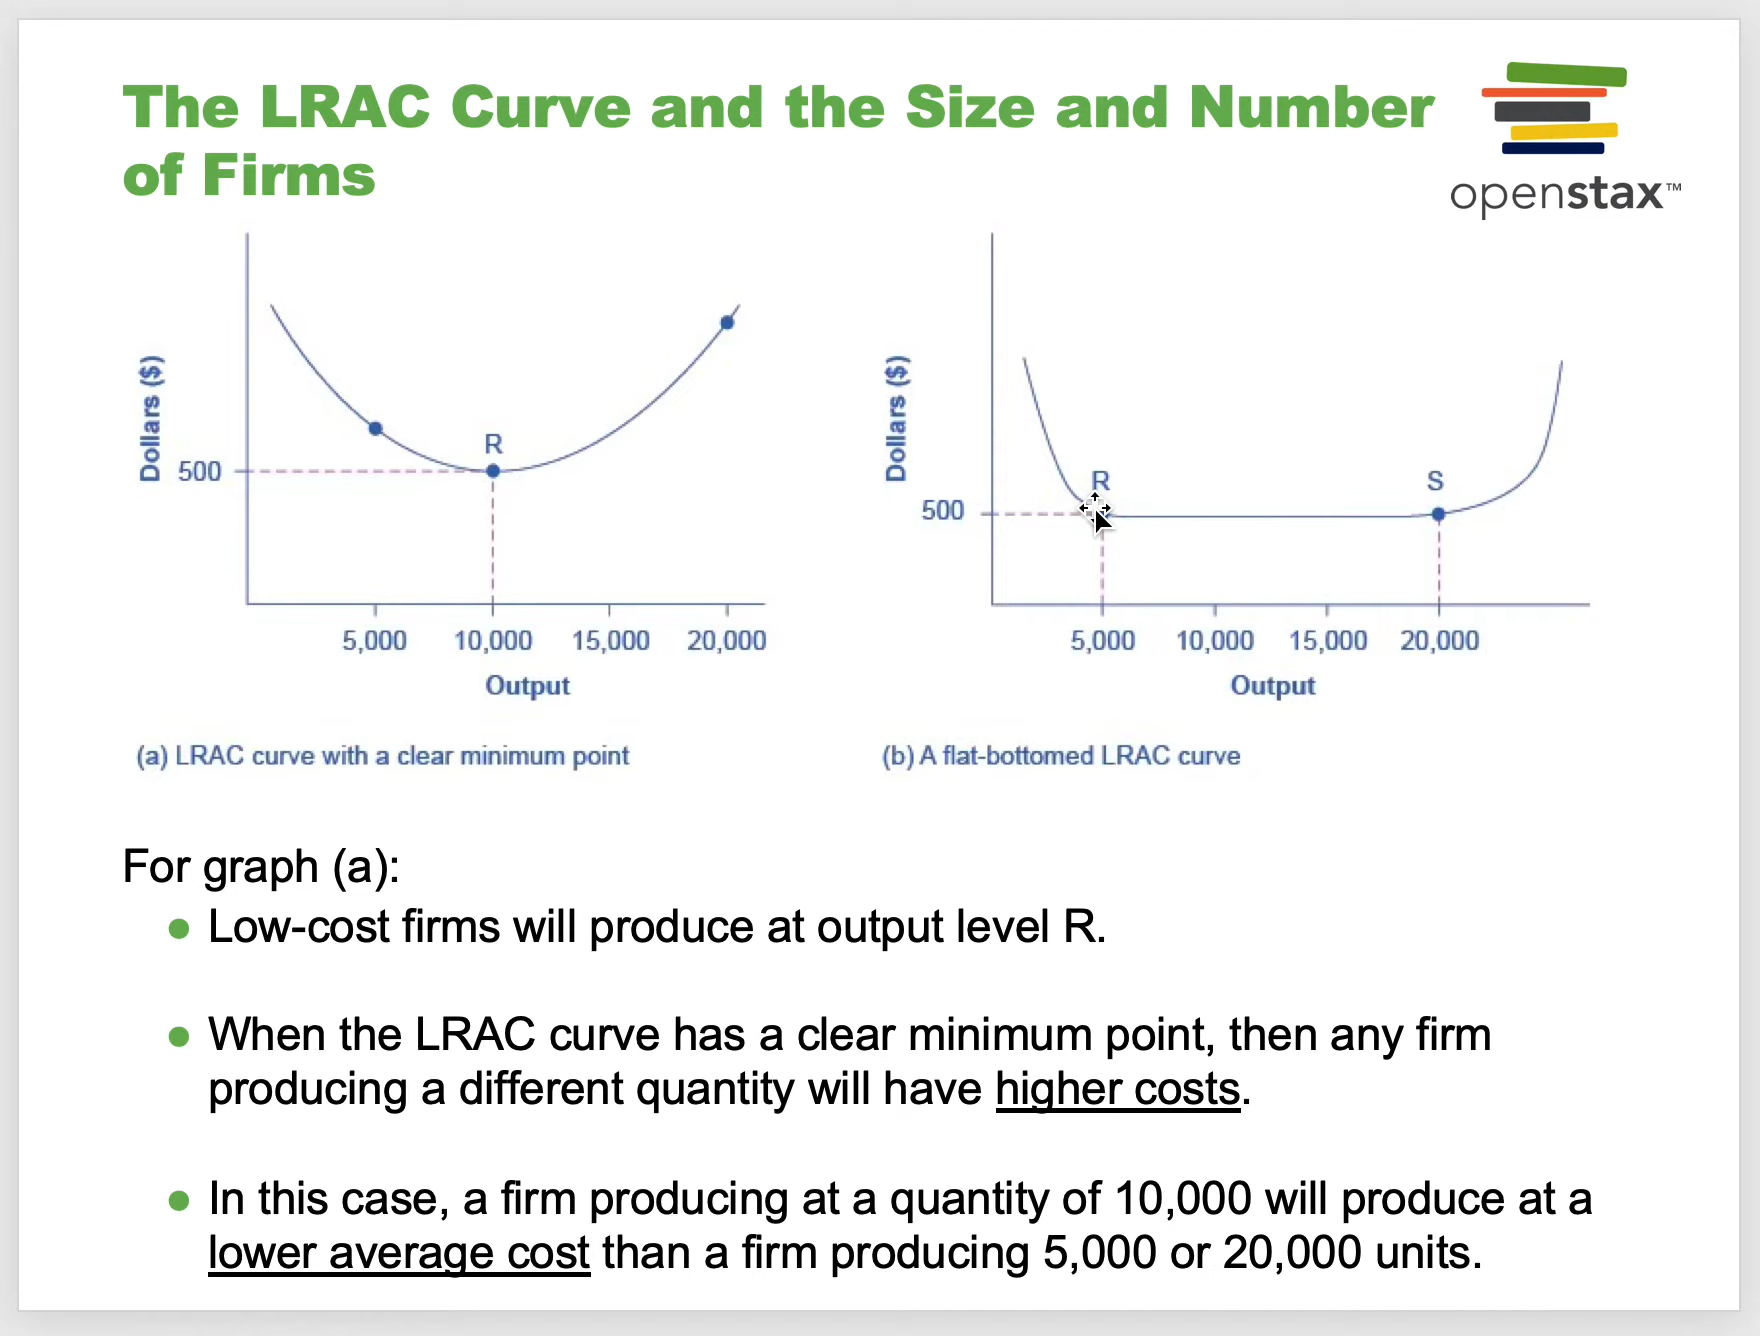 The LRAC Curve and the Size and Number
of Firms
openstax™
Dollars ($)
500
R
5,000 10,000 15,000 20,000
Output
(a) LRAC curve with a clear minimum point
Dollars ($)
500
R
S
5,000 10,000 15,000 20,000
Output
(b) A flat-bottomed LRAC curve
For graph (a):
● Low-cost firms will produce at output level R.
● When the LRAC curve has a clear minimum point, then any firm
producing a different quantity will have higher costs.
● In this case, a firm producing at a quantity of 10,000 will produce at a
lower average cost than a firm producing 5,000 or 20,000 units.